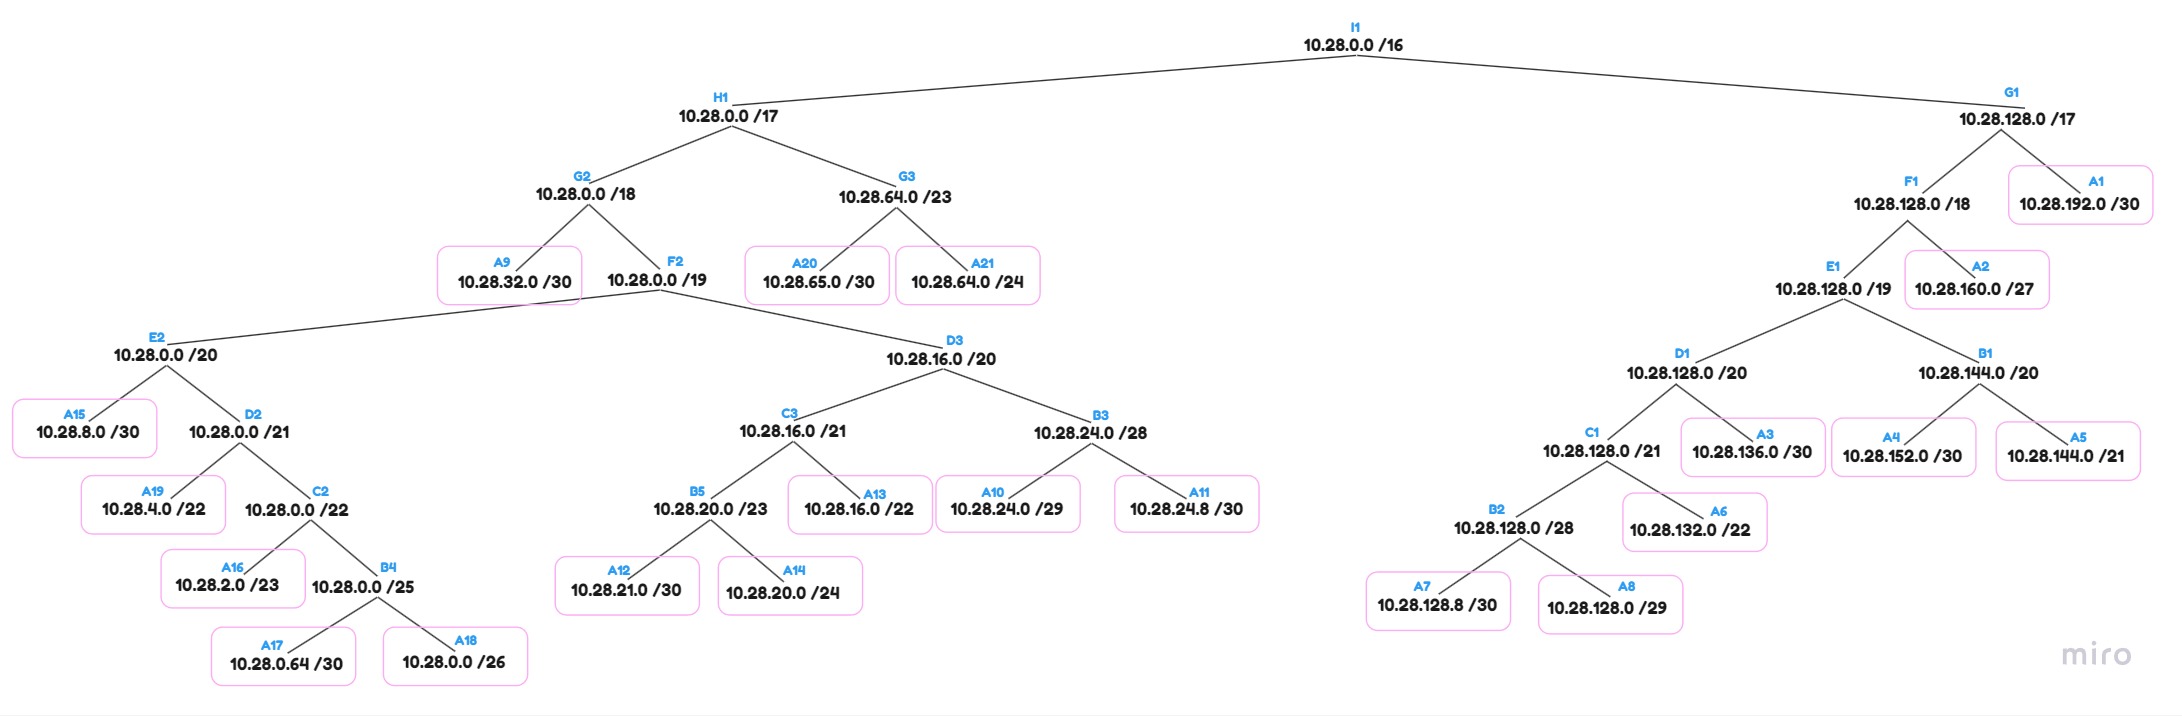 I1
10.28.0.0 /16
H1
10.28.0.0 /17
G1
10.28.128.0 /17
G2
10.28.0.0 /18
G3
10.28.64.0 /23
F1
10.28.128.0 /18
A1
10.28.192.0 /30
A9
10.28.32.0 /30
F2
10.28.0.0 /19
A20
10.28.65.0 /30
A21
10.28.64.0 /24
E1
10.28.128.0 /19
A2
10.28.160.0 /27
E2
10.28.0.0 /20
D3
10.28.16.0 /20
D1
10.28.128.0 /20
B1
10.28.144.0 /20
A15
10.28.8.0 /30
D2
10.28.0.0 /21
C3
10.28.16.0 /21
B3
10.28.24.0 /28
C1
10.28.128.0 /21
A3
10.28.136.0 /30
A4
10.28.152.0 /30
A5
10.28.144.0 /21
A19
10.28.4.0 /22
C2
10.28.0.0 /22
B5
10.28.20.0 /23
A13
10.28.16.0 /22
A10
10.28.24.0 /29
A11
10.28.24.8 /30
B2
10.28.128.0 /28
A6
10.28.132.0 /22
A16
10.28.2.0 /23
B4
10.28.0.0 /25
A12
10.28.21.0 /30
A14
10.28.20.0 /24
A7
10.28.128.8 /30
A8
10.28.128.0 /29
A17
10.28.0.64 /30
A18
10.28.0.0 /26
miro